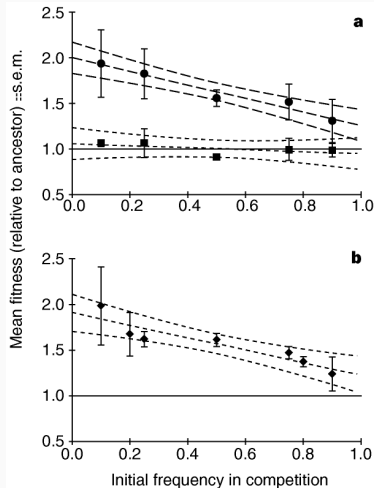 a
2.5
2.0
1.5
1.0
0.5
0.0 0.2 0.4 0.6 0.8 1.0
b
2.5
2.0
1.5
1.0
0.5
0.0 0.2 0.4 0.6 0.8 1.0
Mean fitness (relative to ancestor) ±s.e.m.
Initial frequency in competition